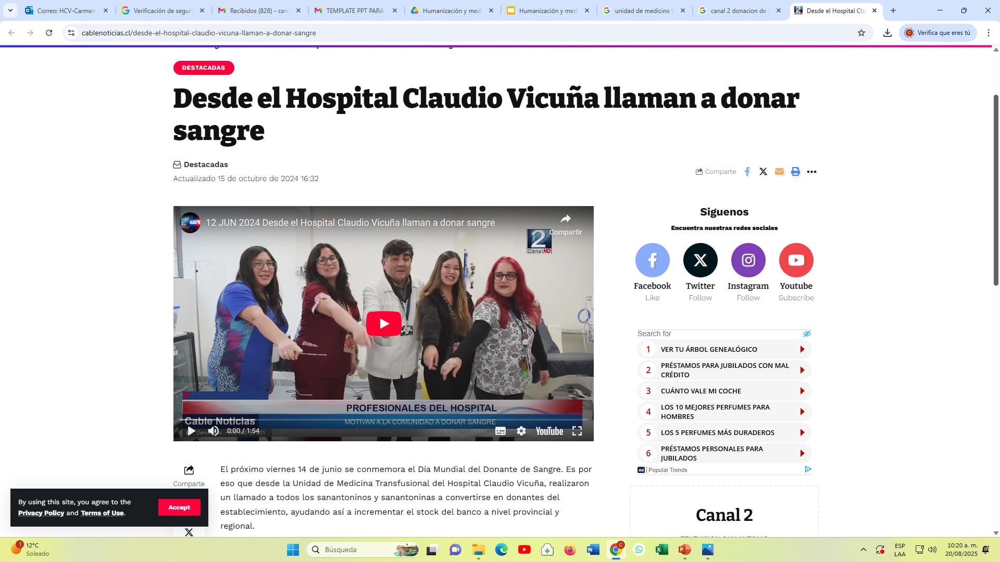 Correo: HCV-Carmen
Verificación de seguri
Recibidos (828) - carm
TEMPLATE PPT PARA
Humanización y medi
Humanización y med
unidad de medicina t
canal 2 donacion de s
Desde el Hospital Cla
cablenoticias.cl/desde-el-hospital-claudio-vicuna-llaman-a-donar-sangre
Verifica que eres tú
DESTACADAS
Desde el Hospital Claudio Vicuña llaman a donar
sangre
Destacadas
Actualizado 15 de octubre de 2024 16:32
Comparte
12 JUN 2024 Desde el Hospital Claudio Vicuña llaman a donar sangre
Compartir
2
Canal HD
PROFESIONALES DEL HOSPITAL
MOTIVAN A LA COMUNIDAD A DONAR SANGRE
Cable Noticias
0:00 / 1:54
YouTube
Siguenos
Encuentra nuestras redes sociales
Facebook
Like
Twitter
Follow
Instagram
Follow
Youtube
Subscribe
Search for
1 VER TU ÁRBOL GENEALÓGICO
2 PRÉSTAMOS PARA JUBILADOS CON MAL
CRÉDITO
3 CUÁNTO VALE MI COCHE
4 LOS 10 MEJORES PERFUMES PARA
HOMBRES
5 LOS 5 PERFUMES MÁS DURADEROS
6 PRÉSTAMOS PERSONALES PARA
JUBILADOS
Ad | Popular Trends
Canal 2
Comparte
El próximo viernes 14 de junio se conmemora el Día Mundial del Donante de Sangre. Es por
eso que desde la Unidad de Medicina Transfusional del Hospital Claudio Vicuña, realizaron
un llamado a todos los sanantoninos y sanantoninas a convertirse en donantes del
establecimiento, ayudando así a incrementar el stock del banco a nivel provincial y
regional.
By using this site, you agree to the
Privacy Policy and Terms of Use.
Accept
1
12°C
Soleado
Búsqueda
ESP
LAA
10:20 a. m.
20/08/2025